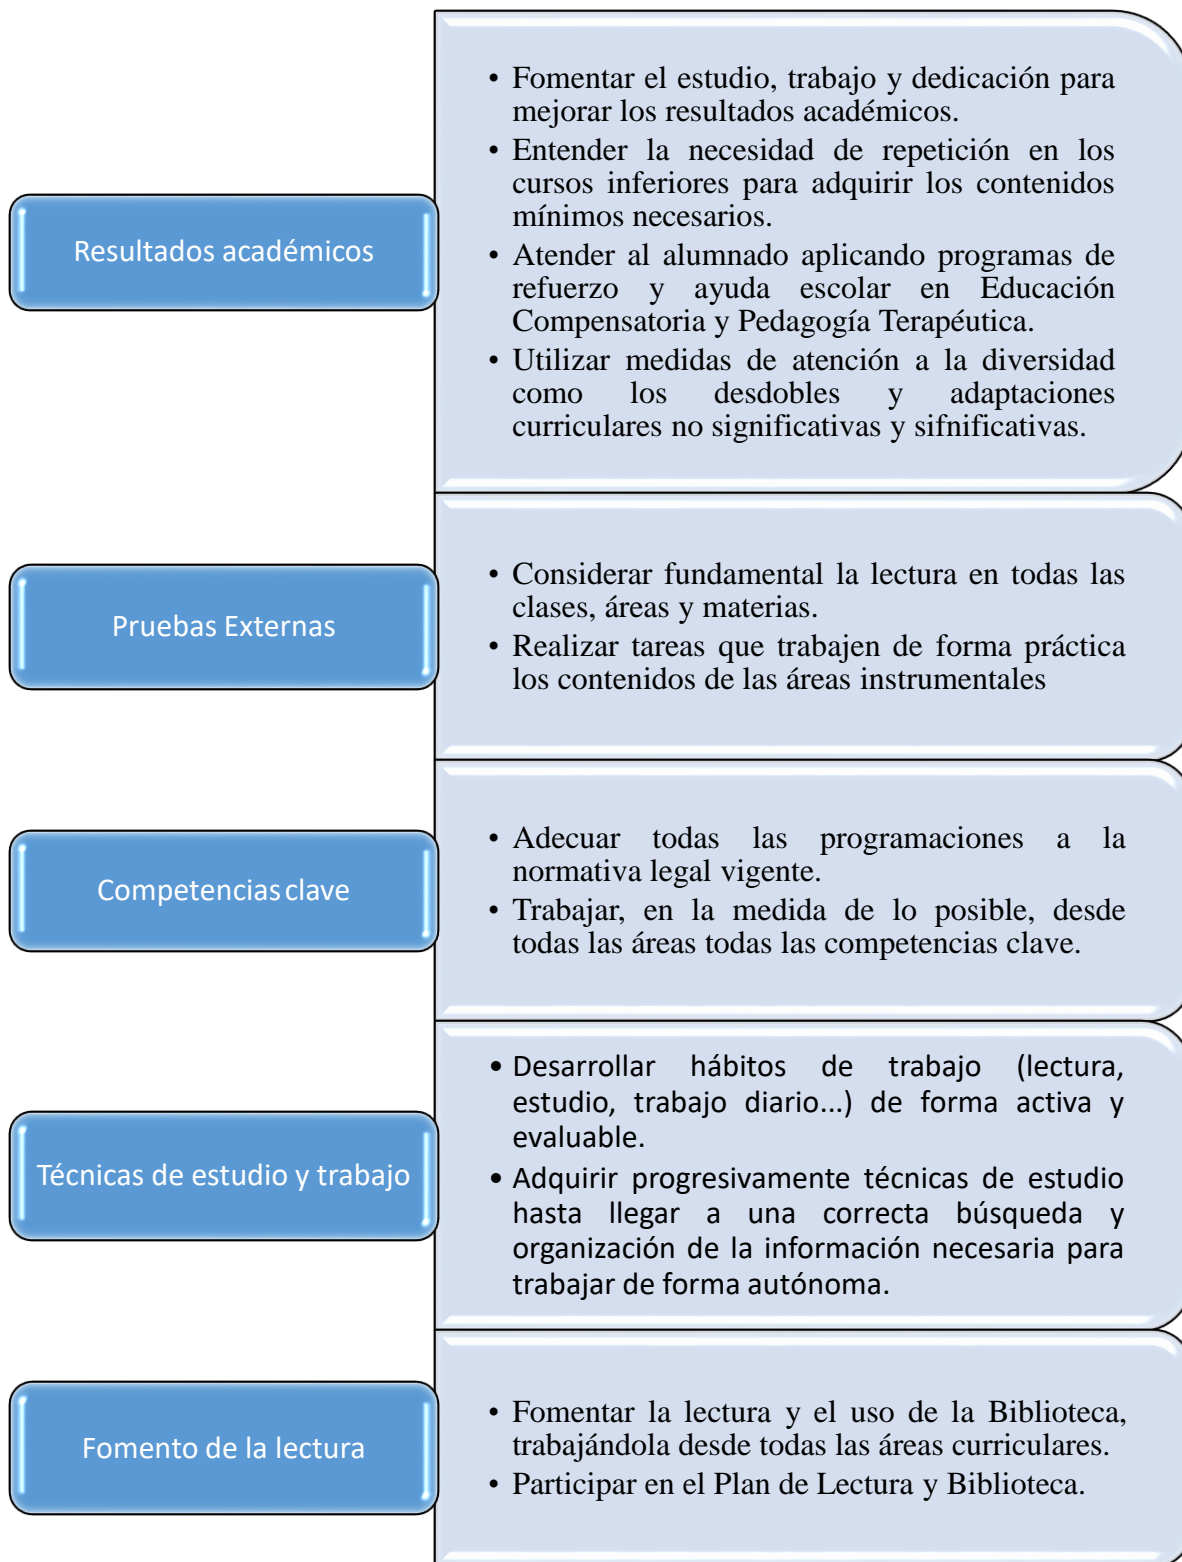 Resultados académicos
• Fomentar el estudio, trabajo y dedicación para
mejorar los resultados académicos.
• Entender la necesidad de repetición en los
cursos inferiores para adquirir los contenidos
mínimos necesarios.
• Atender al alumnado aplicando programas de
refuerzo y ayuda escolar en Educación
Compensatoria y Pedagogía Terapéutica.
• Utilizar medidas de atención a la diversidad
como los desdobles y adaptaciones
curriculares no significativas y sifnificativas.
Pruebas Externas
• Considerar fundamental la lectura en todas las
clases, áreas y materias.
• Realizar tareas que trabajen de forma práctica
los contenidos de las áreas instrumentales
Competencias clave
• Adecuar todas las programaciones a la
normativa legal vigente.
• Trabajar, en la medida de lo posible, desde
todas las áreas todas las competencias clave.
Técnicas de estudio y trabajo
• Desarrollar hábitos de trabajo (lectura,
estudio, trabajo diario...) de forma activa y
evaluable.
• Adquirir progresivamente técnicas de estudio
hasta llegar a una correcta búsqueda y
organización de la información necesaria para
trabajar de forma autónoma.
Fomento de la lectura
• Fomentar la lectura y el uso de la Biblioteca,
trabajándola desde todas las áreas curriculares.
• Participar en el Plan de Lectura y Biblioteca.